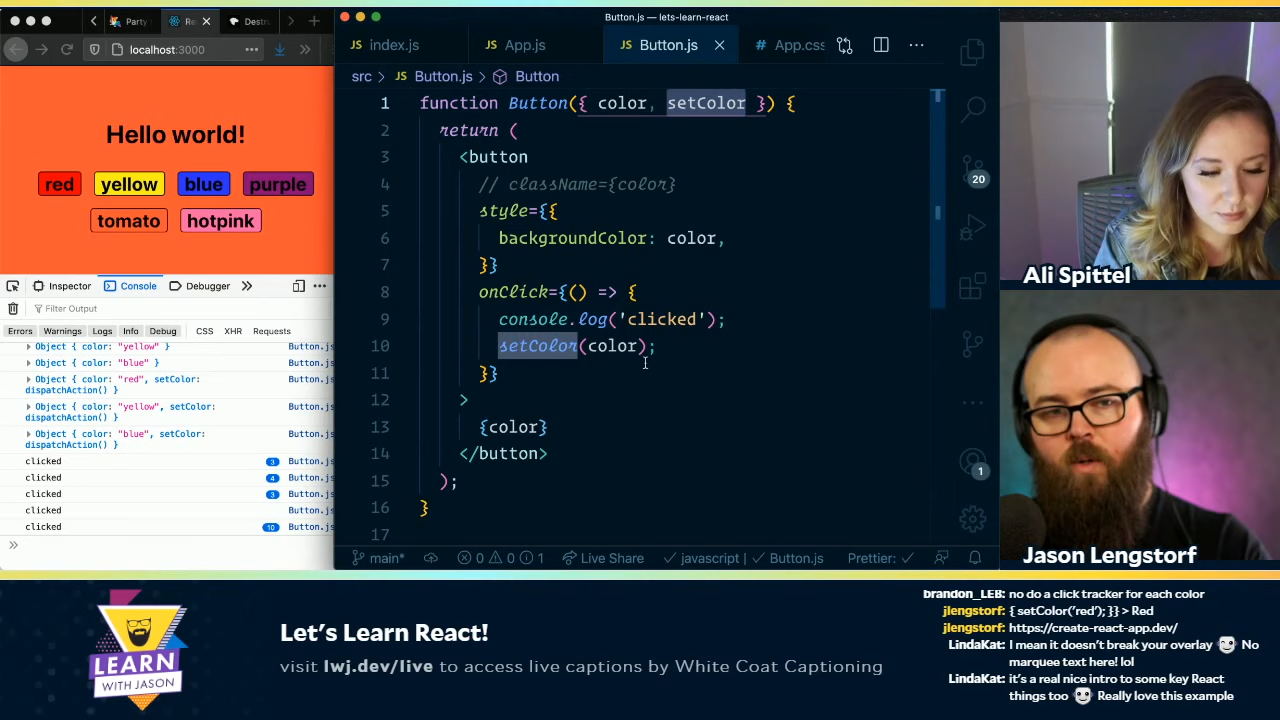 Button.js — lets-learn-react
Party
Re
Destru
localhost:3000
index.js
App.js
Button.js
App.css
src > Button.js > Button
Hello world!
red
yellow
blue
purple
tomato
hotpink
Inspector
Console
Debugger
Filter Output
Errors
Warnings
Logs
Info
Debug
CSS
XHR
Requests
Object { color: "yellow" } Button.js
Object { color: "blue" } Button.js
Object { color: "red", setColor: Button.js
dispatchAction() }
Object { color: "yellow", setColor: Button.js
dispatchAction() }
Object { color: "blue", setColor: Button.js
dispatchAction() }
clicked 3 Button.js
clicked 4 Button.js
clicked 3 Button.js
clicked Button.js
clicked 10 Button.js
1 function Button({ color, setColor }) {
2 return (
3 <button
4 // className={color}
5 style={{
6 backgroundColor: color,
7 }}
8 onClick={() => {
9 console.log('clicked');
10 setColor(color);
11 }}
12 >
13 {color}
14 </button>
15 );
16 }
17
20
1
main*
0 0 1
Live Share
javascript
Button.js
Prettier:
Ali Spittel
Jason Lengstorf
LEARN
WITH JASON
Let's Learn React!
visit lwj.dev/live to access live captions by White Coat Captioning
brandon_LEB: no do a click tracker for each color
jlengstorf: { setColor('red'); }} > Red
jlengstorf: https://create-react-app.dev/
LindaKat: I mean it doesn't break your overlay No
marquee text here! lol
LindaKat: it's a real nice intro to some key React
things too Really love this example